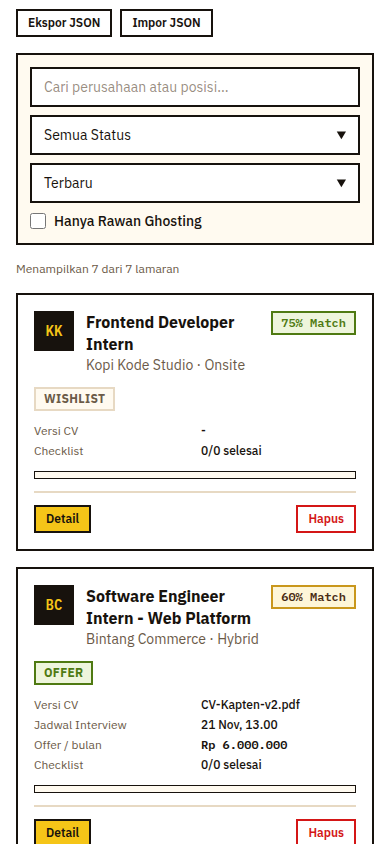 Ekspor JSON
Impor JSON
Cari perusahaan atau posisi...
Semua Status
Terbaru
Hanya Rawan Ghosting
Menampilkan 7 dari 7 lamaran
KK
Frontend Developer
Intern
75% Match
Kopi Kode Studio · Onsite
WISHLIST
Versi CV -
Checklist 0/0 selesai
Detail
Hapus
BC
Software Engineer
Intern - Web Platform
60% Match
Bintang Commerce · Hybrid
OFFER
Versi CV CV-Kapten-v2.pdf
Jadwal Interview 21 Nov, 13.00
Offer / bulan Rp 6.000.000
Checklist 0/0 selesai
Detail
Hapus